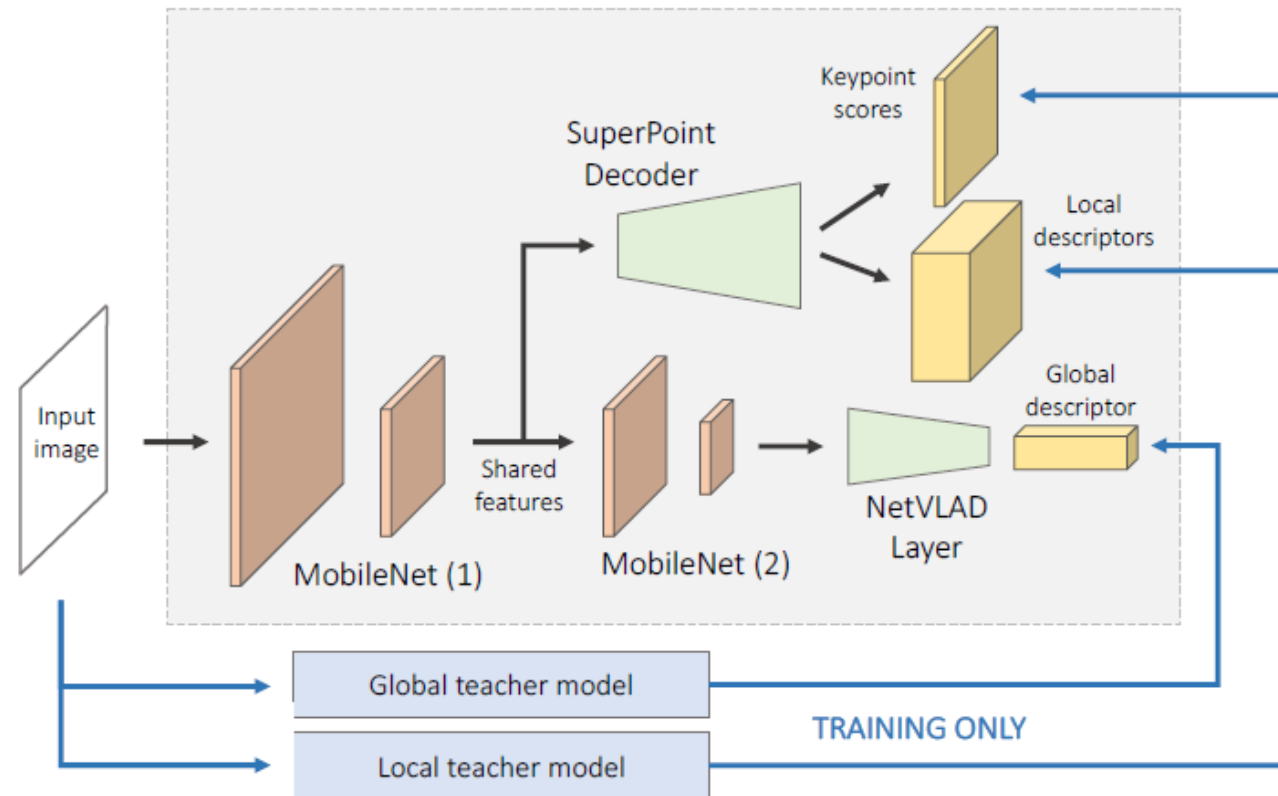 Keypoint
scores
SuperPoint
Decoder
Local
descriptors
Global
descriptor
Input
image
Shared
features
NetVLAD
Layer
MobileNet (1)
MobileNet (2)
Global teacher model
TRAINING ONLY
Local teacher model